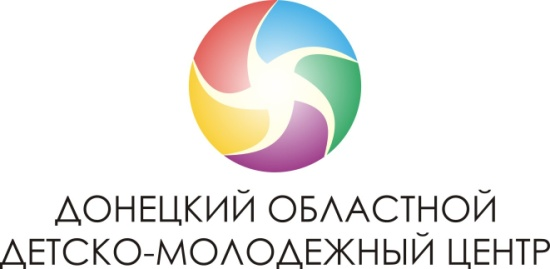 ДОНЕЦКИЙ ОБЛАСТНОЙ
ДЕТСКО-МОЛОДЕЖНЫЙ ЦЕНТР